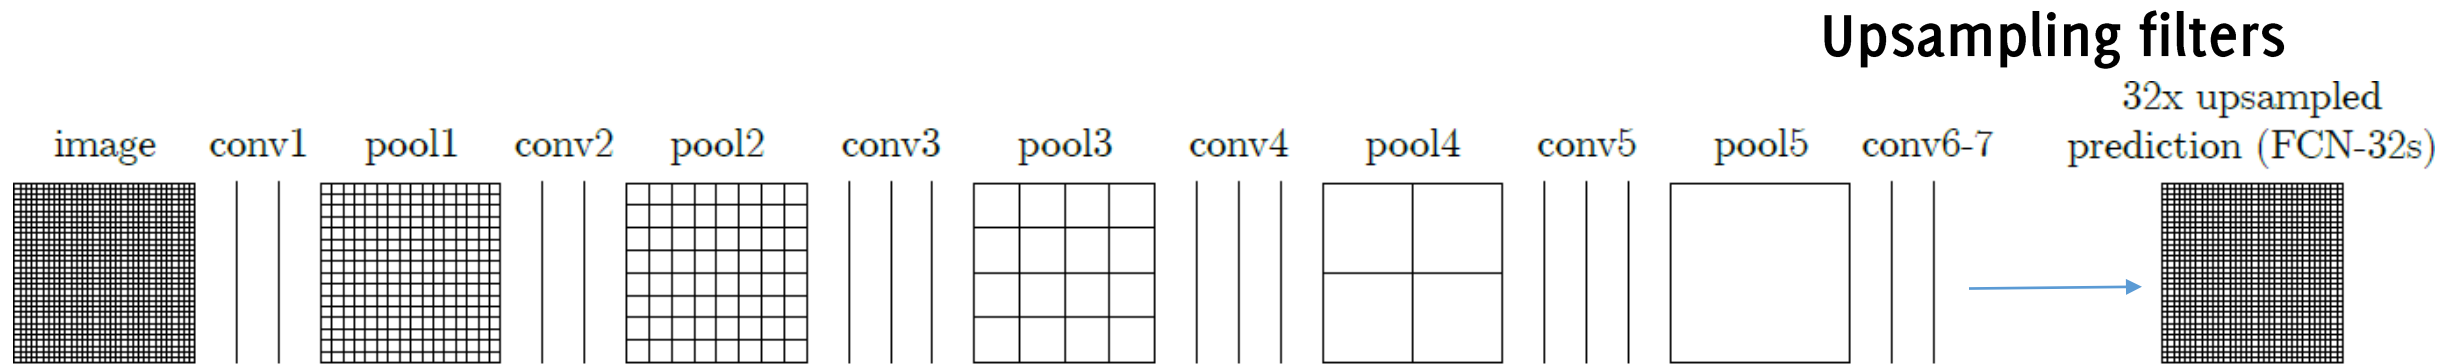 Upsampling filters
32x upsampled
image conv1 pool1 conv2 pool2 conv3 pool3 conv4 pool4 conv5 pool5 conv6-7 prediction (FCN-32s)